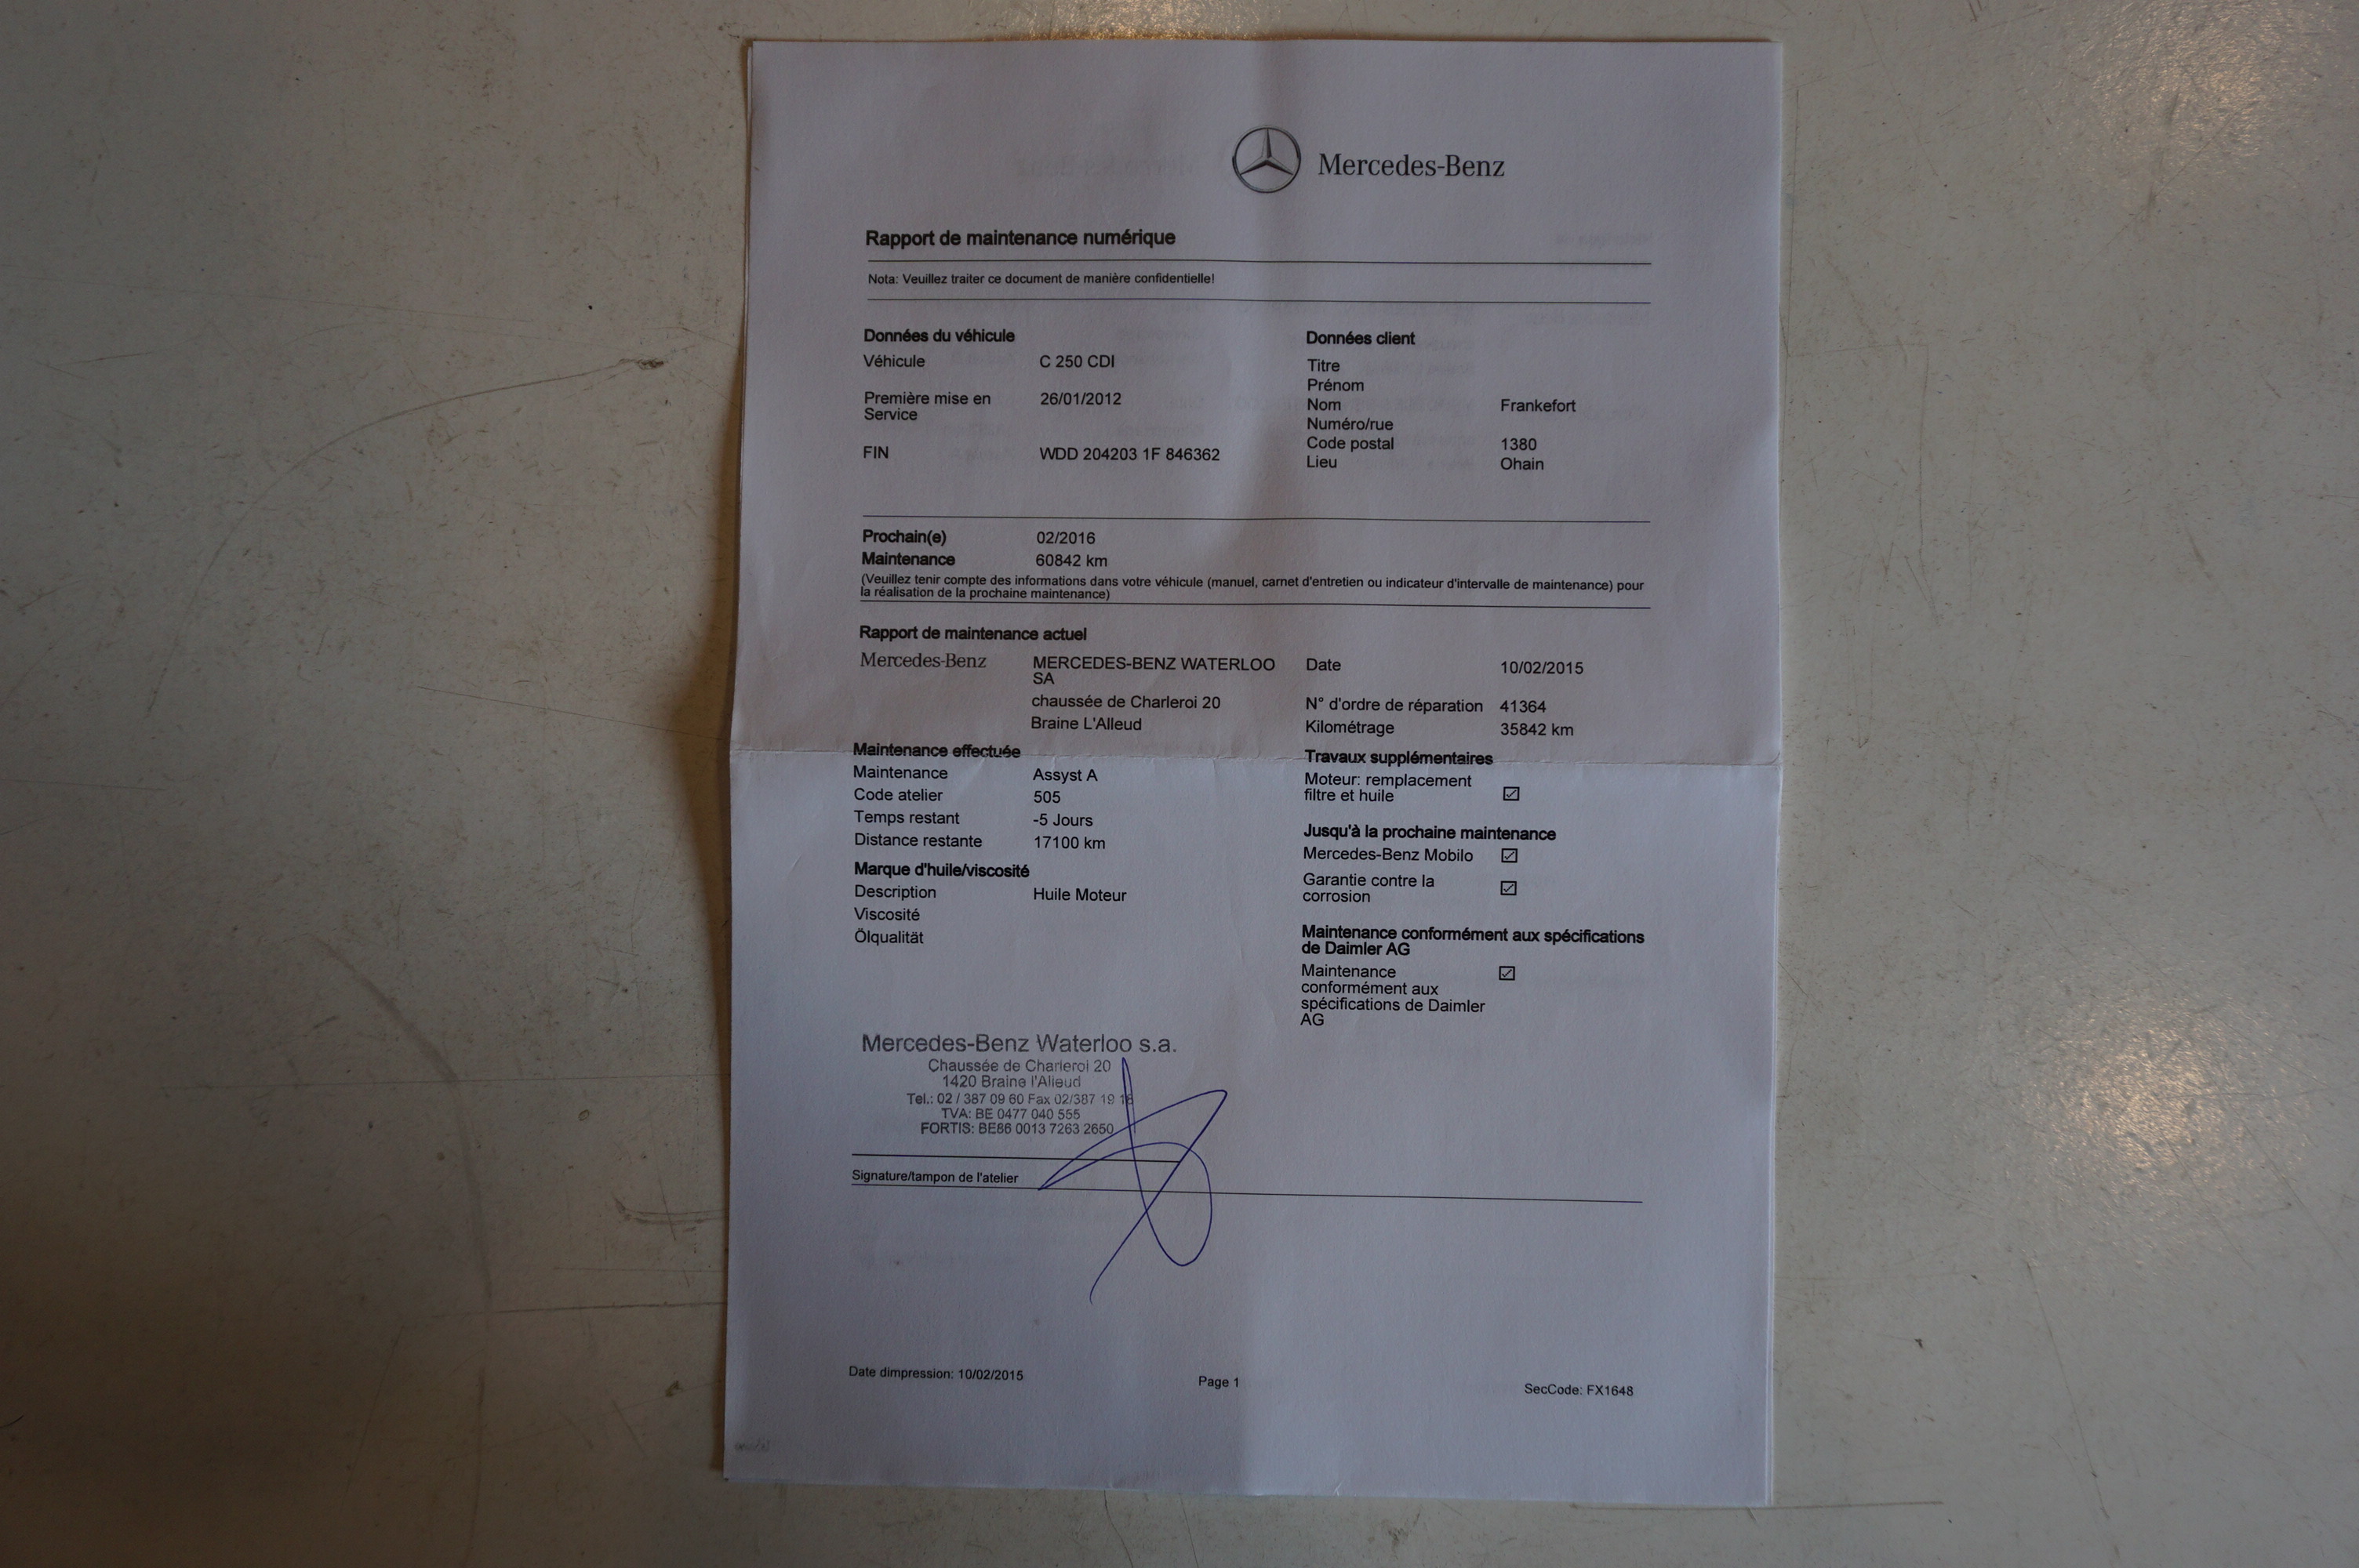 Mercedes-Benz
Rapport de maintenance numérique
Nota: Veuillez traiter ce document de manière confidentielle!
Données du véhicule
Véhicule C 250 CDI
Première mise en
Service
26/01/2012
FIN WDD 204203 1F 846362
Données client
Titre
Prénom
Nom Frankefort
Numéro/rue
Code postal 1380
Lieu Ohain
Prochain(e) 02/2016
Maintenance 60842 km
(Veuillez tenir compte des informations dans votre véhicule (manuel, carnet d'entretien ou indicateur d'intervalle de maintenance) pour
la réalisation de la prochaine maintenance)
Rapport de maintenance actuel
Mercedes-Benz MERCEDES-BENZ WATERLOO
SA
chaussée de Charleroi 20
Braine L'Alleud
Date 10/02/2015
N° d'ordre de réparation 41364
Kilométrage 35842 km
Maintenance effectuée
Maintenance Assyst A
Code atelier 505
Temps restant -5 Jours
Distance restante 17100 km
Marque d'huile/viscosité
Description Huile Moteur
Viscosité
Ölqualität
Travaux supplémentaires
Moteur: remplacement
filtre et huile
Jusqu'à la prochaine maintenance
Mercedes-Benz Mobilo
Garantie contre la
corrosion
Maintenance conformément aux spécifications
de Daimler AG
Maintenance
conformément aux
spécifications de Daimler
AG
Mercedes-Benz Waterloo s.a.
Chaussée de Charleroi 20
1420 Braine l'Alleud
Tel.: 02 / 387 09 60 Fax 02/387 19 18
TVA: BE 0477 040 555
FORTIS: BE86 0013 7263 2650
Signature/tampon de l'atelier
Date dimpression: 10/02/2015
Page 1
SecCode: FX1648